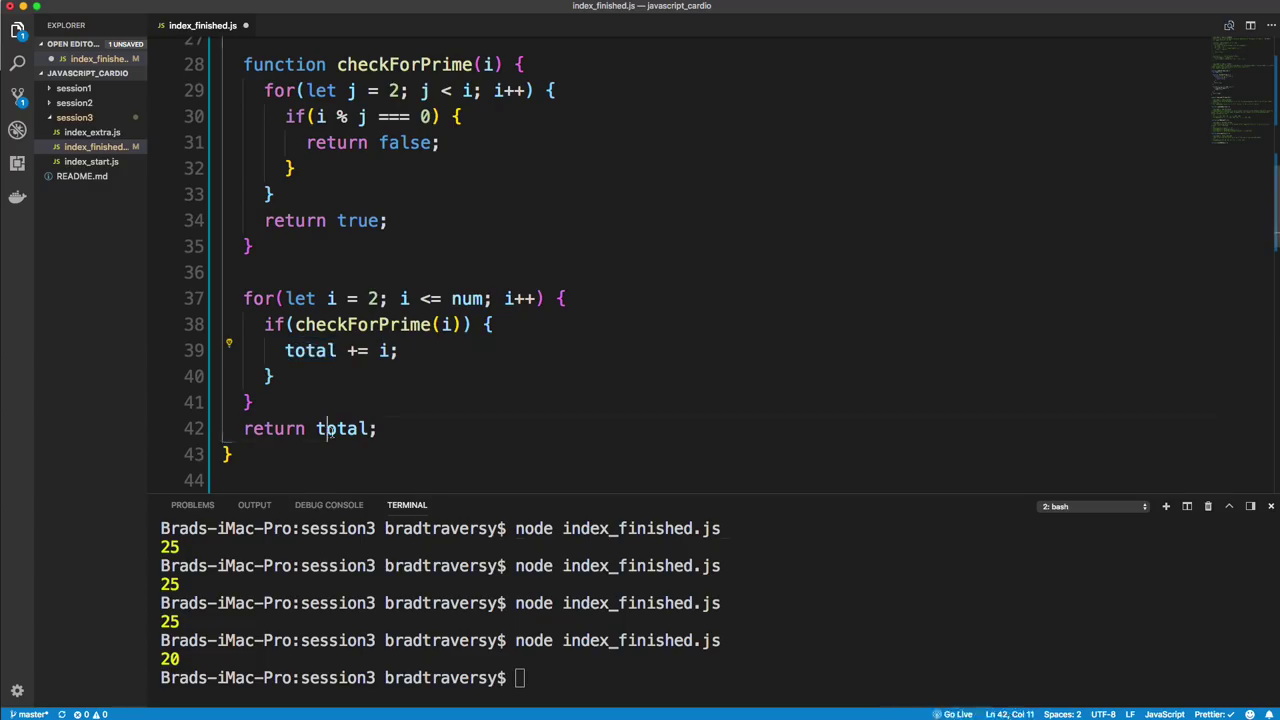 index_finished.js — javascript_cardio
EXPLORER
index_finished.js
OPEN EDITO... 1 UNSAVED
index_finishe... M
JAVASCRIPT_CARDIO
session1
session2
session3
index_extra.js
index_finished... M
index_start.js
README.md
27
28 function checkForPrime(i) {
29 for(let j = 2; j < i; i++) {
30 if(i % j === 0) {
31 return false;
32 }
33 }
34 return true;
35 }
36
37 for(let i = 2; i <= num; i++) {
38 if(checkForPrime(i)) {
39 total += i;
40 }
41 }
42 return total;
43 }
44
PROBLEMS OUTPUT DEBUG CONSOLE TERMINAL 2: bash
Brads-iMac-Pro:session3 bradtraversy$ node index_finished.js
25
Brads-iMac-Pro:session3 bradtraversy$ node index_finished.js
25
Brads-iMac-Pro:session3 bradtraversy$ node index_finished.js
25
Brads-iMac-Pro:session3 bradtraversy$ node index_finished.js
20
Brads-iMac-Pro:session3 bradtraversy$
master* 0 0 Go Live Ln 42, Col 11 Spaces: 2 UTF-8 LF JavaScript Prettier: ✓